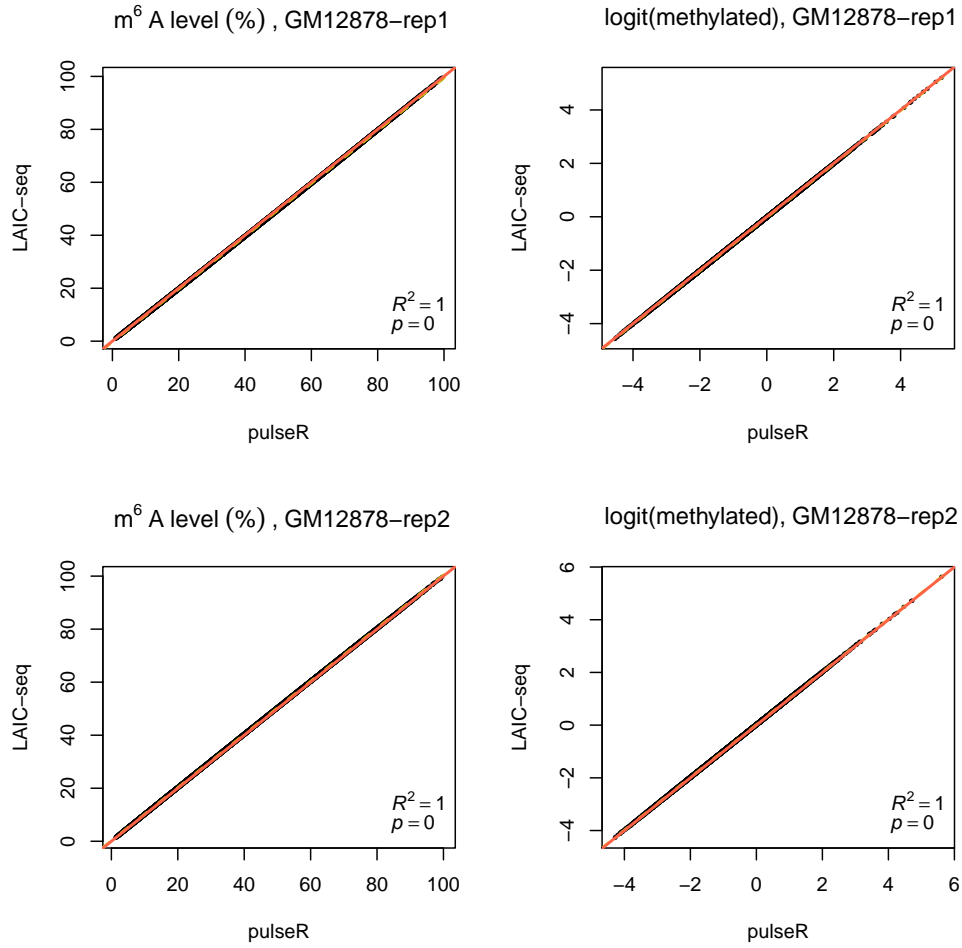 m⁶ A level (%) , GM12878−rep1
LAIC−seq
100
80
60
40
20
0
R² = 1
p = 0
0 20 40 60 80 100
pulseR
logit(methylated), GM12878−rep1
LAIC−seq
4
2
0
−2
−4
R² = 1
p = 0
−4 −2 0 2 4
pulseR
m⁶ A level (%) , GM12878−rep2
LAIC−seq
100
80
60
40
20
0
R² = 1
p = 0
0 20 40 60 80 100
pulseR
logit(methylated), GM12878−rep2
LAIC−seq
6
4
2
0
−2
−4
R² = 1
p = 0
−4 −2 0 2 4 6
pulseR